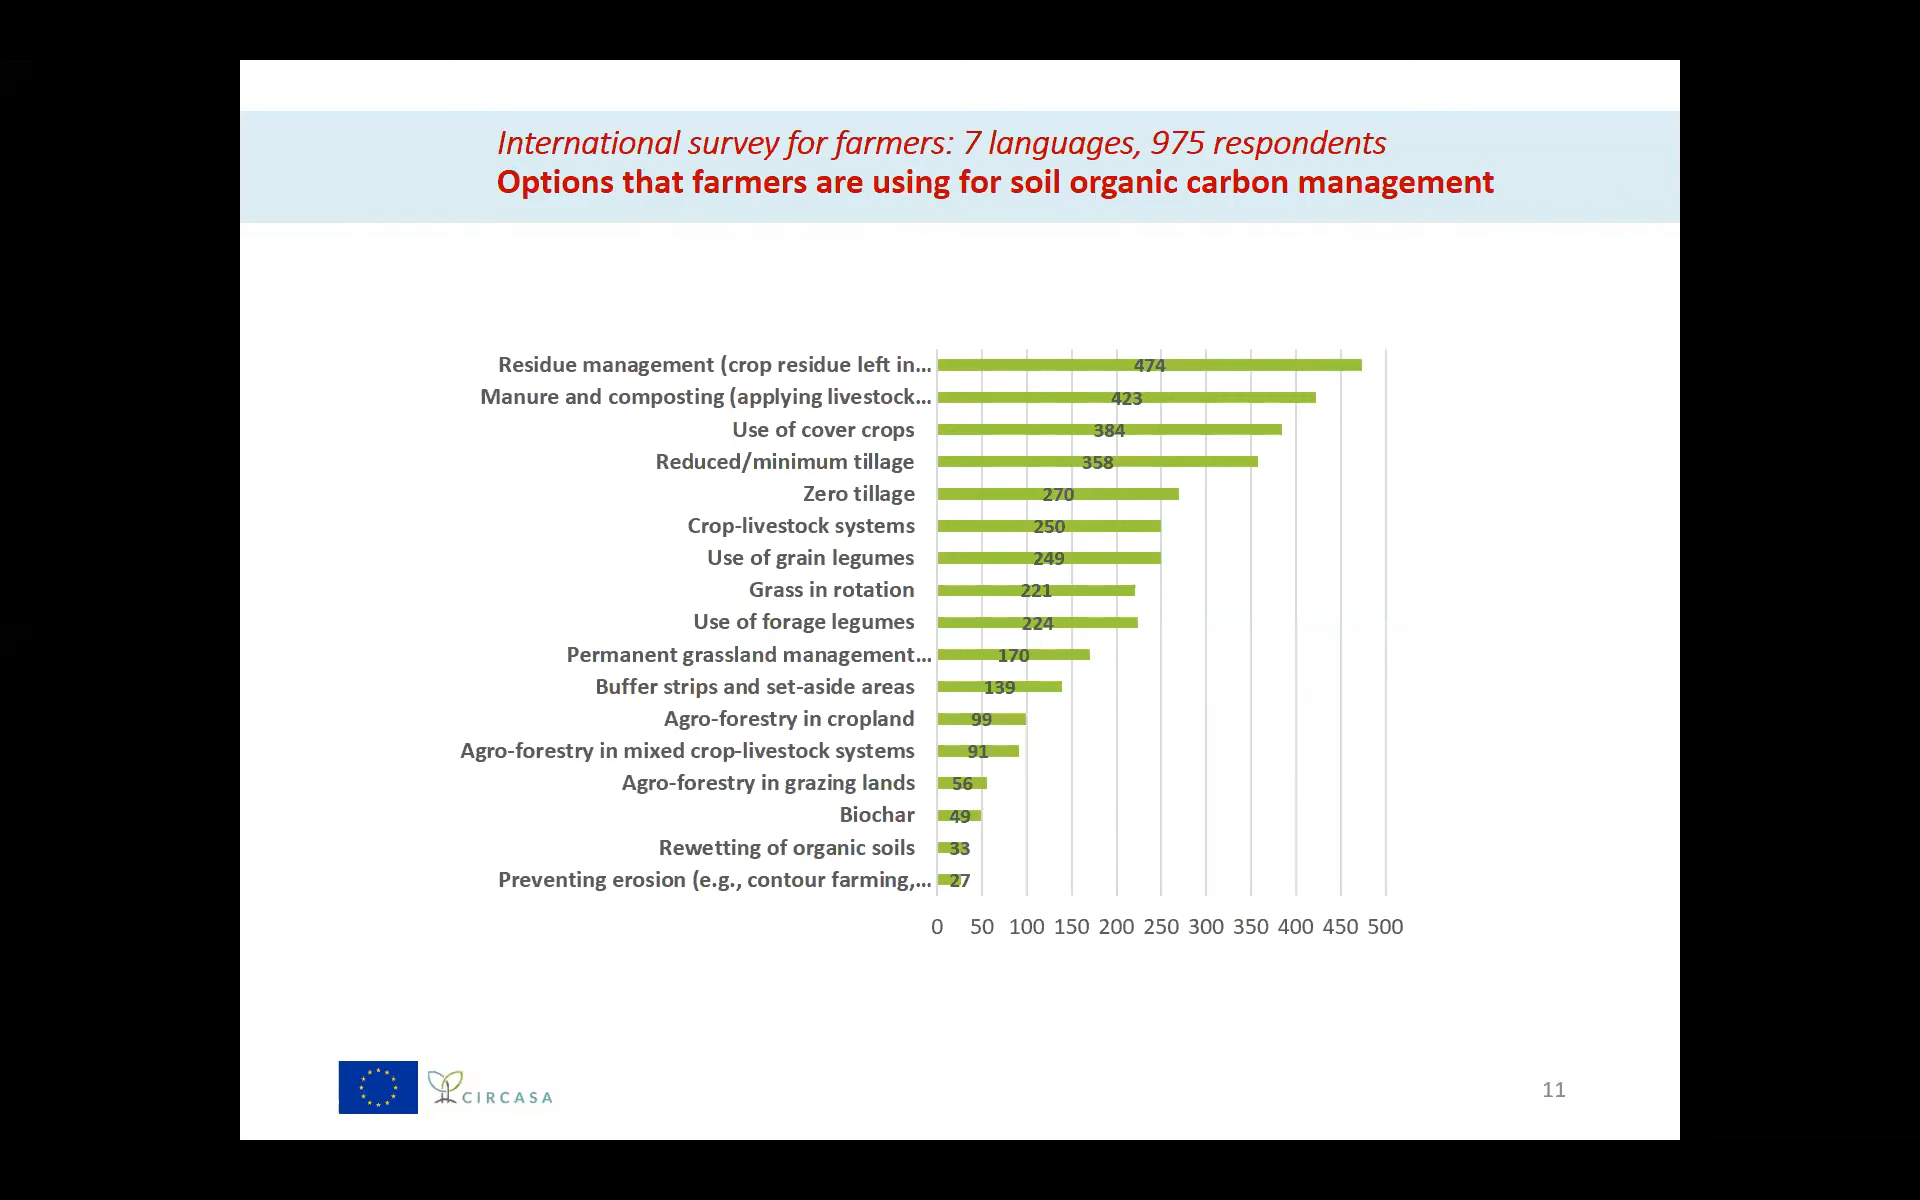 International survey for farmers: 7 languages, 975 respondents
Options that farmers are using for soil organic carbon management
Residue management (crop residue left in... 474
Manure and composting (applying livestock... 423
Use of cover crops 384
Reduced/minimum tillage 358
Zero tillage 270
Crop-livestock systems 250
Use of grain legumes 249
Grass in rotation 221
Use of forage legumes 224
Permanent grassland management... 170
Buffer strips and set-aside areas 139
Agro-forestry in cropland 99
Agro-forestry in mixed crop-livestock systems 91
Agro-forestry in grazing lands 56
Biochar 49
Rewetting of organic soils 33
Preventing erosion (e.g., contour farming,... 27
0 50 100 150 200 250 300 350 400 450 500
CIRCASA
11